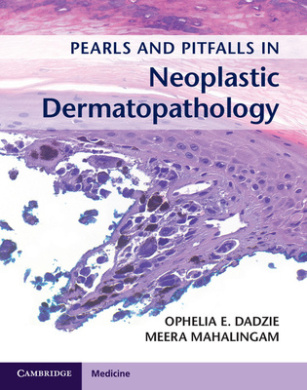 PEARLS AND PITFALLS IN
Neoplastic
Dermatopathology
OPHELIA E. DADZIE
MEERA MAHALINGAM
CAMBRIDGE
Medicine